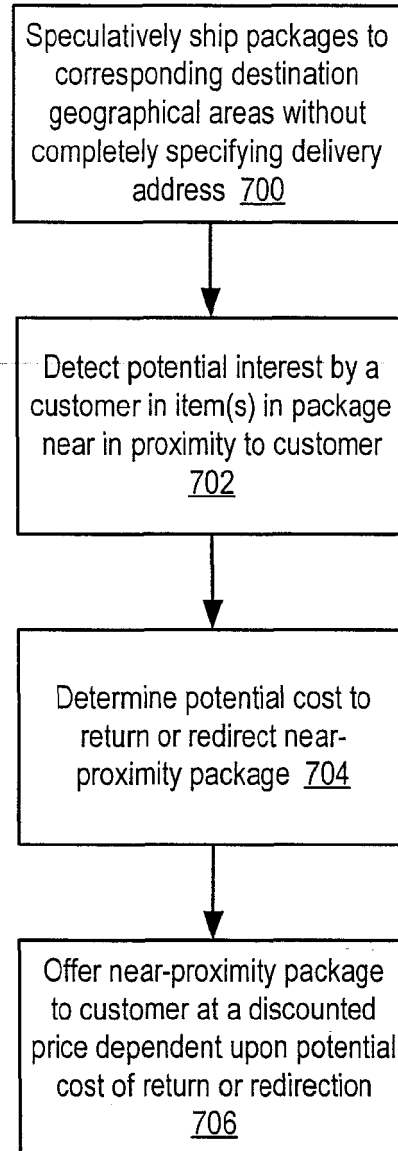 Speculatively ship packages to
corresponding destination
geographical areas without
completely specifying delivery
address 700
Detect potential interest by a
customer in item(s) in package
near in proximity to customer
702
Determine potential cost to
return or redirect near-
proximity package 704
Offer near-proximity package
to customer at a discounted
price dependent upon potential
cost of return or redirection
706